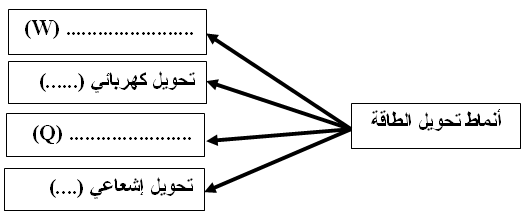 أنماط تحويل الطاقة
........................ (W)
تحويل كهربائي (......)
....................... (Q)
تحويل إشعاعي (....)